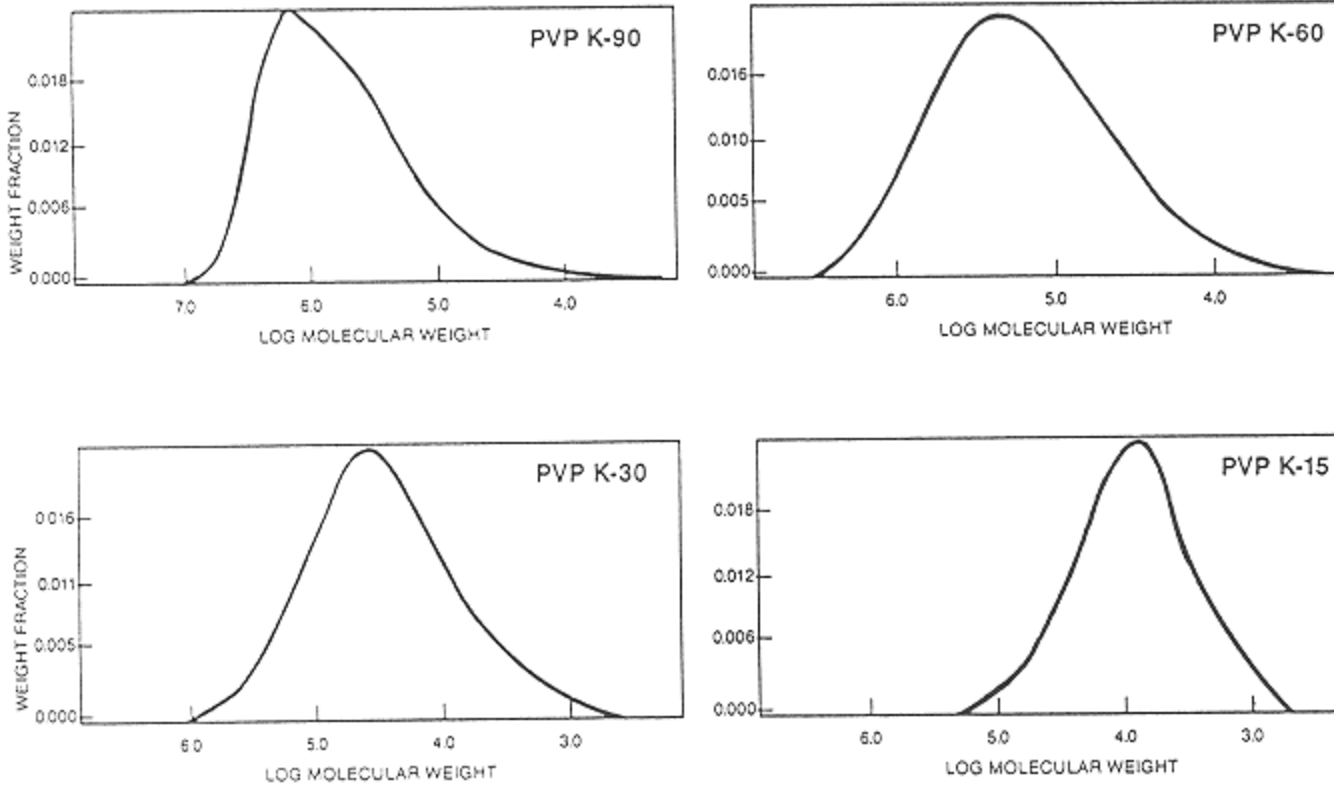 PVP K-90
0.018
0.012
0.006
0.000
WEIGHT FRACTION
7.0 6.0 5.0 4.0
LOG MOLECULAR WEIGHT
PVP K-60
0.016
0.010
0.005
0.000
6.0 5.0 4.0
LOG MOLECULAR WEIGHT
PVP K-30
0.016
0.011
0.005
0.000
WEIGHT FRACTION
6.0 5.0 4.0 3.0
LOG MOLECULAR WEIGHT
PVP K-15
0.018
0.012
0.006
0.000
6.0 5.0 4.0 3.0
LOG MOLECULAR WEIGHT